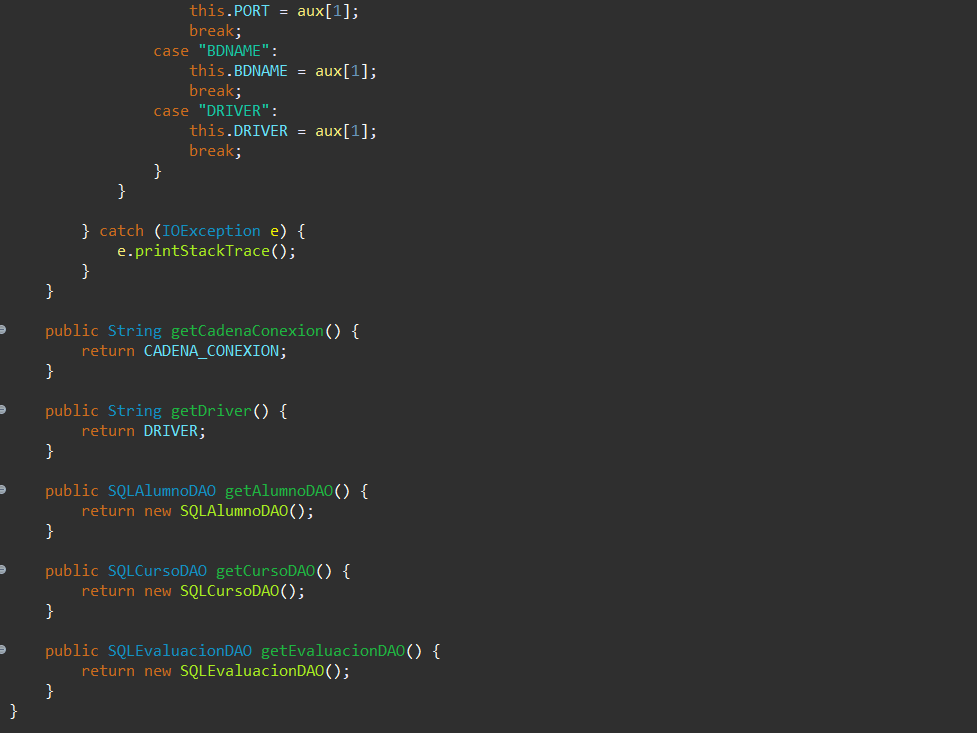 this.PORT = aux[1];
break;
case "BDNAME":
this.BDNAME = aux[1];
break;
case "DRIVER":
this.DRIVER = aux[1];
break;
}
}
} catch (IOException e) {
e.printStackTrace();
}
}
public String getCadenaConexion() {
return CADENA_CONEXION;
}
public String getDriver() {
return DRIVER;
}
public SQLAlumnoDAO getAlumnoDAO() {
return new SQLAlumnoDAO();
}
public SQLCursoDAO getCursoDAO() {
return new SQLCursoDAO();
}
public SQLEvaluacionDAO getEvaluacionDAO() {
return new SQLEvaluacionDAO();
}
}